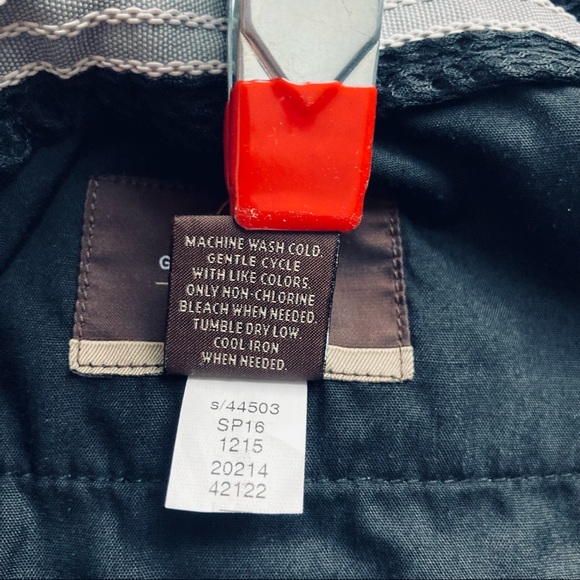 G
MACHINE WASH COLD.
GENTLE CYCLE
WITH LIKE COLORS.
ONLY NON-CHLORINE
BLEACH WHEN NEEDED.
TUMBLE DRY LOW.
COOL IRON
WHEN NEEDED.
s/44503
SP16
1215
20214
42122